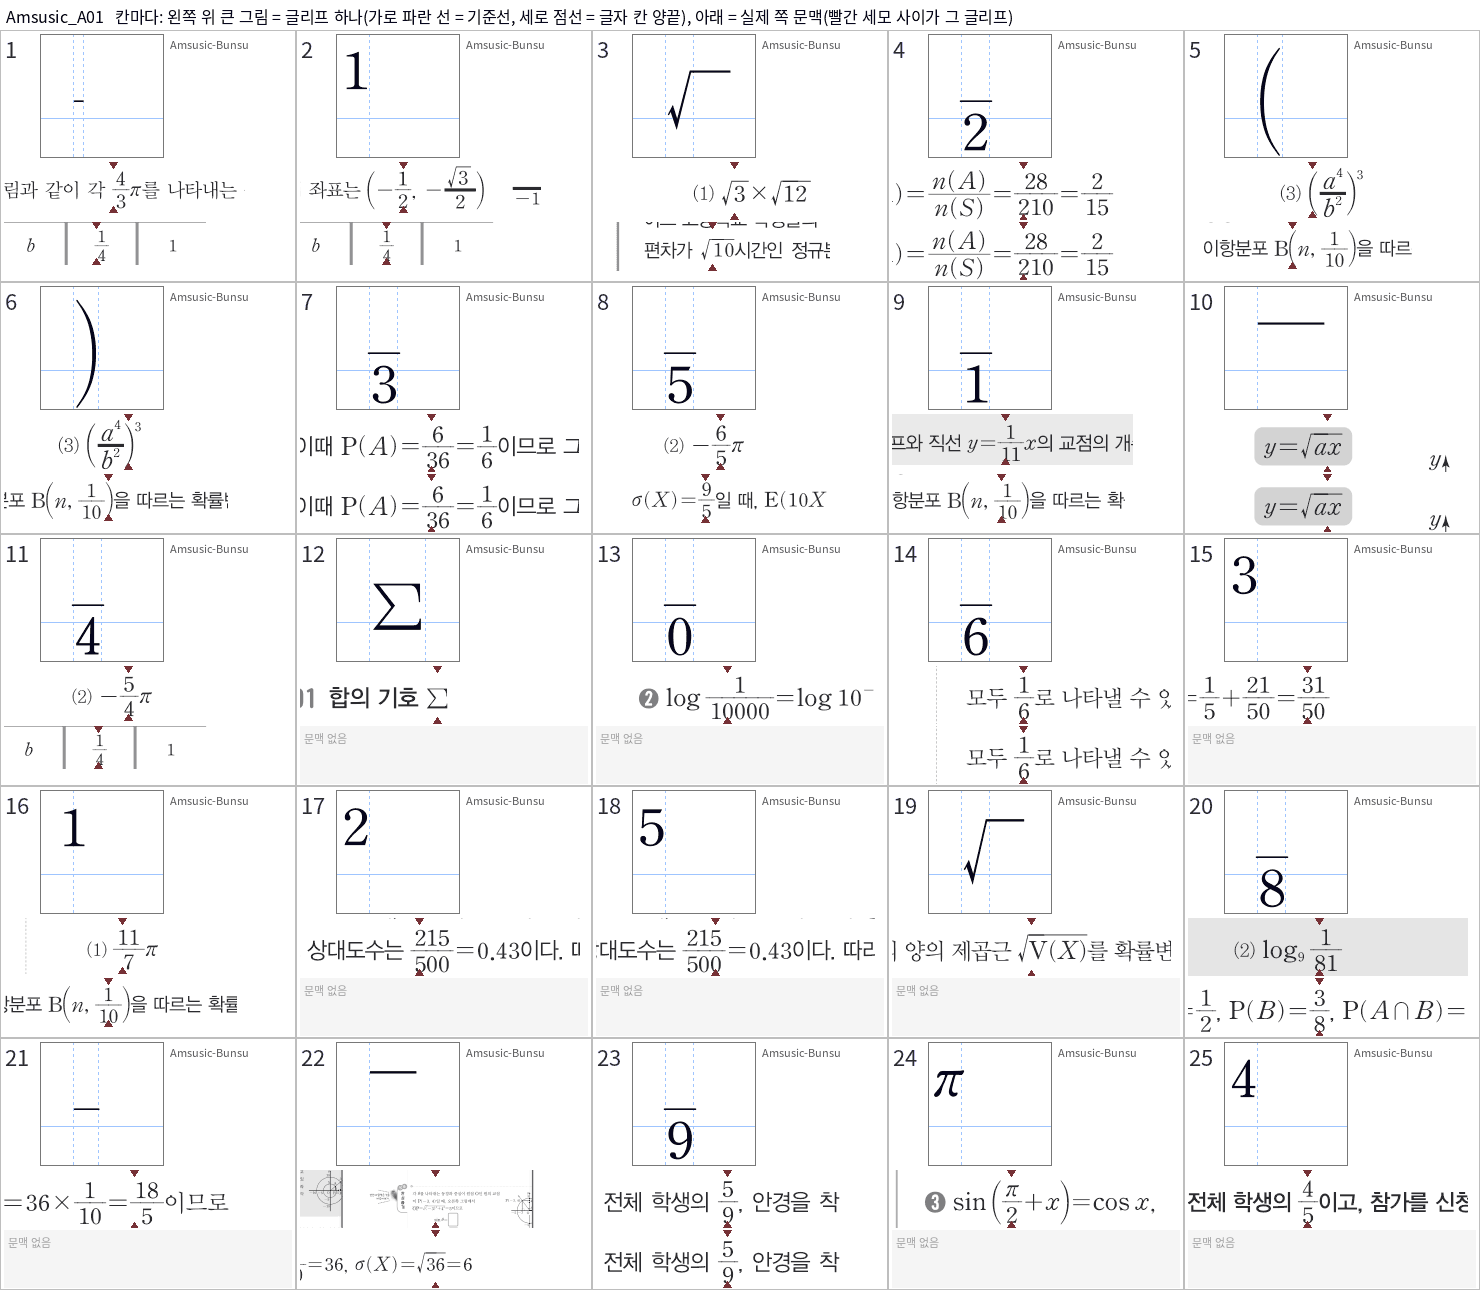 Amsusic_A01 칸마다: 왼쪽 위 큰 그림 = 글리프 하나(가로 파란 선 = 기준선, 세로 점선 = 글자 칸 양끝), 아래 = 실제 쪽 문맥(빨간 세모 사이가 그 글리프)
1 Amsusic-Bunsu
림과 같이 각 4/3 π를 나타내는
b 1/4 1
2 1 Amsusic-Bunsu
좌표는 (−1/2, −√3/2) −1
b 1/4 1
3 √ Amsusic-Bunsu
(1) √3×√12
편차가 √10시간인 정규
4 2 Amsusic-Bunsu
)=n(A)/n(S)=28/210=2/15
)=n(A)/n(S)=28/210=2/15
5 ( Amsusic-Bunsu
(3) (a⁴/b²)³
이항분포 B(n, 1/10)을 따르
6 ) Amsusic-Bunsu
(3) (a⁴/b²)³
포 B(n, 1/10)을 따르는 확률
7 3 Amsusic-Bunsu
이때 P(A)=6/36=1/6이므로 그
이때 P(A)=6/36=1/6이므로 그
8 5 Amsusic-Bunsu
(2) −6/5 π
σ(X)=9/5일 때, E(10X
9 1 Amsusic-Bunsu
프와 직선 y=1/11 x의 교점의 개
항분포 B(n, 1/10)을 따르는 확
10 Amsusic-Bunsu
y=√ax y
y=√ax y
11 4 Amsusic-Bunsu
(2) −5/4 π
b 1/4 1
12 Σ Amsusic-Bunsu
01 합의 기호 Σ
문맥 없음
13 0 Amsusic-Bunsu
❷ log 1/10000=log 10⁻
문맥 없음
14 6 Amsusic-Bunsu
모두 1/6로 나타낼 수 있
모두 1/6로 나타낼 수 있
15 3 Amsusic-Bunsu
=1/5+21/50=31/50
문맥 없음
16 1 Amsusic-Bunsu
(1) 11/7 π
항분포 B(n, 1/10)을 따르는 확률
17 2 Amsusic-Bunsu
상대도수는 215/500=0.43이다. 따
문맥 없음
18 5 Amsusic-Bunsu
대도수는 215/500=0.43이다. 따라
문맥 없음
19 √ Amsusic-Bunsu
양의 제곱근 √V(X)를 확률변
문맥 없음
20 8 Amsusic-Bunsu
(2) log₉ 1/81
=1/2, P(B)=3/8, P(A∩B)=
21 Amsusic-Bunsu
=36×1/10=18/5이므로
문맥 없음
22 Amsusic-Bunsu
=36, σ(X)=√36=6
23 9 Amsusic-Bunsu
전체 학생의 5/9, 안경을 착
전체 학생의 5/9, 안경을 착
24 π Amsusic-Bunsu
❸ sin(π/2+x)=cos x,
문맥 없음
25 4 Amsusic-Bunsu
전체 학생의 4/5이고, 참가를 신청
문맥 없음